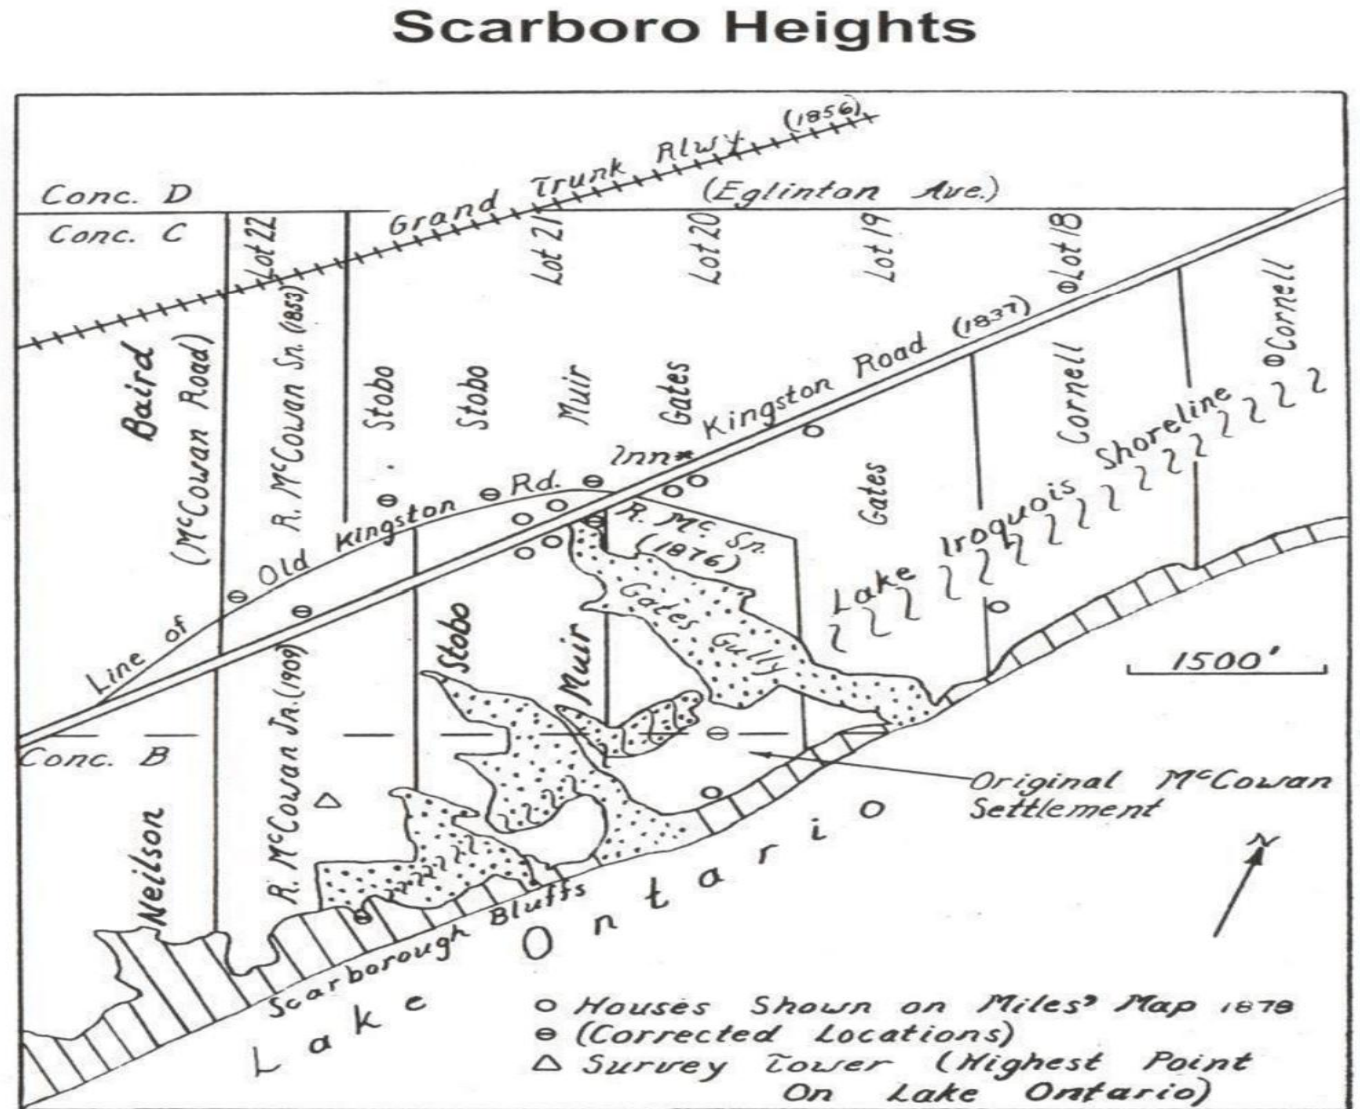 Scarboro Heights
Grand Trunk Rlwy. (1856)
Conc. D
(Eglinton Ave.)
Conc. C
Lot 22
Lot 21
Lot 20
Lot 19
Lot 18
Baird
(McCowan Road)
R. McCowan Sn. (1853)
Stobo
Stobo
Muir
Gates
Kingston Road (1837)
Cornell
Cornell
Inn
Line of Old Kingston Rd.
R. Mc Sn.
(1876)
Gates
Lake Iroquois Shoreline
Gates Gully
Stobo
Muir
1500'
R. McCowan Jn. (1909)
Conc. B
Original McCowan
Settlement
Neilson
N
Scarborough Bluffs
Lake Ontario
Houses Shown on Miles' Map 1878
(Corrected Locations)
Survey Tower (Highest Point
On Lake Ontario)